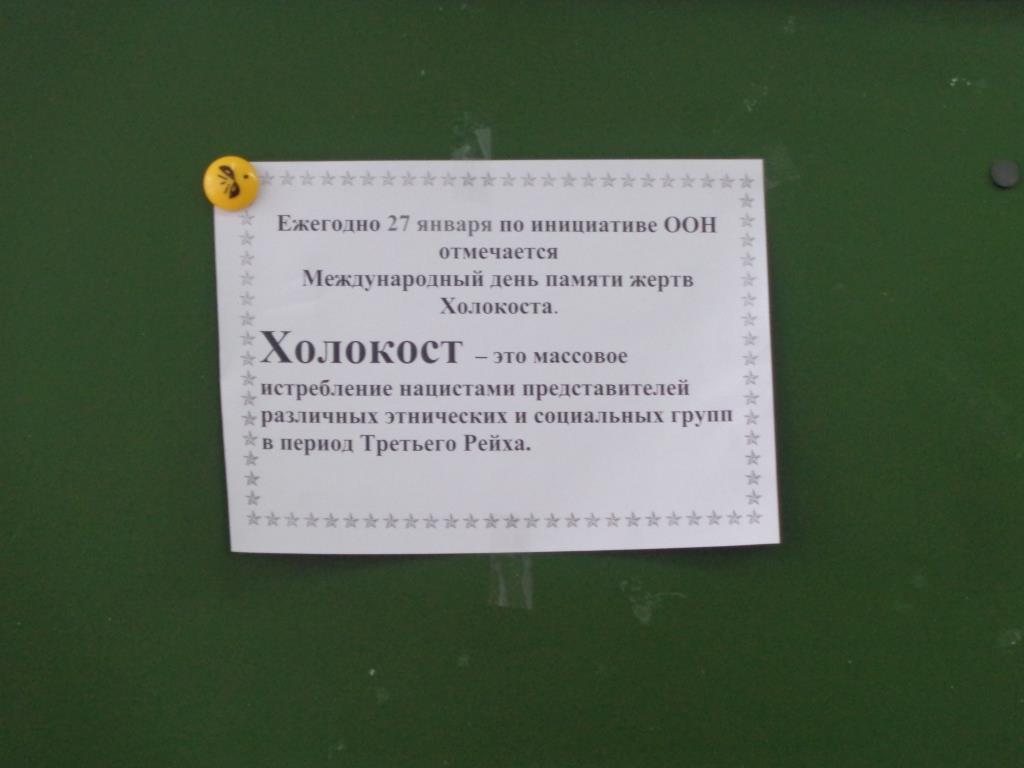 Ежегодно 27 января по инициативе ООН
отмечается
Международный день памяти жертв
Холокоста.
Холокост – это массовое
истребление нацистами представителей
различных этнических и социальных групп
в период Третьего Рейха.